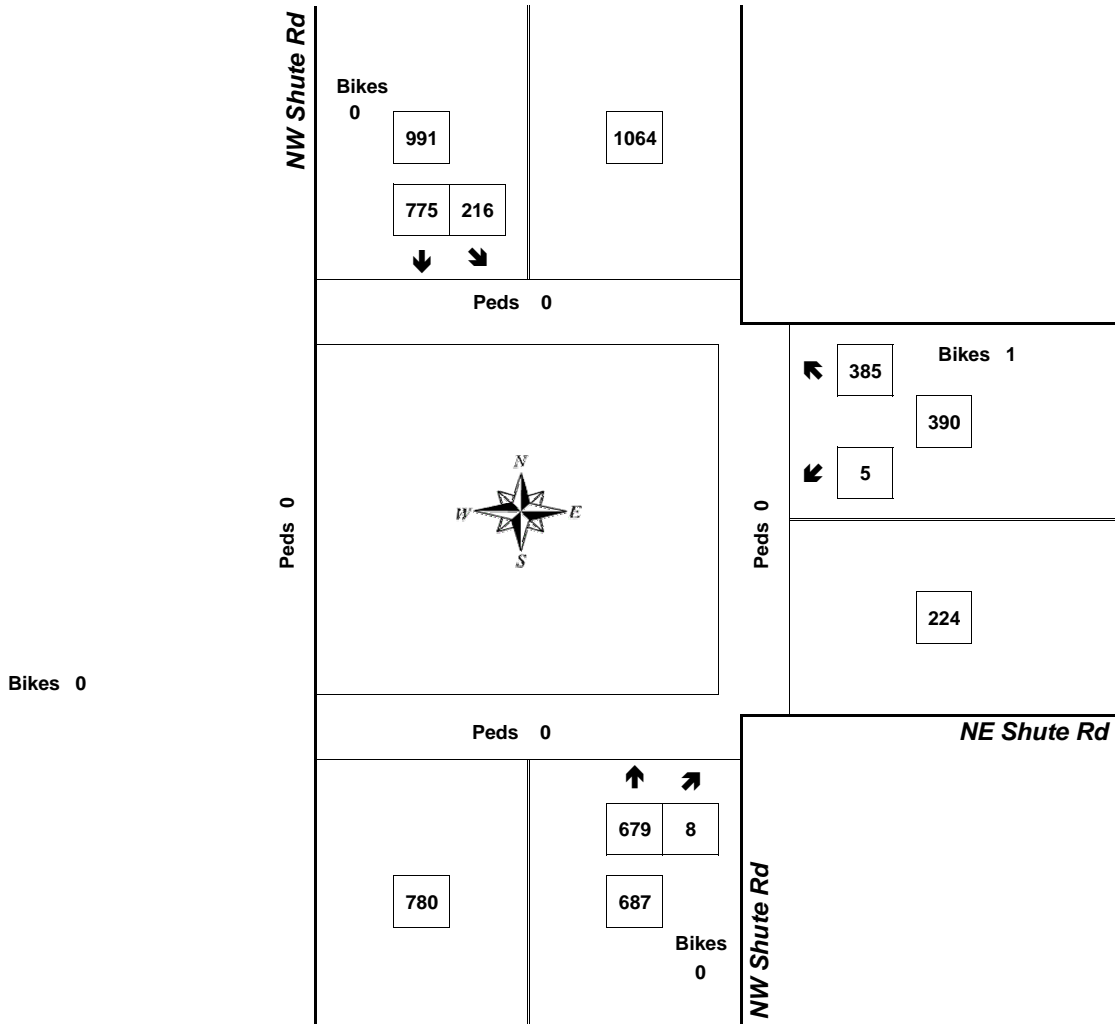 NW Shute Rd
Bikes
0
991
1064
775 216
Peds 0
Bikes 1
385
390
5
N
W E
S
Peds 0
Peds 0
224
Bikes 0
Peds 0
NE Shute Rd
679 8
780
687
Bikes
0
NW Shute Rd